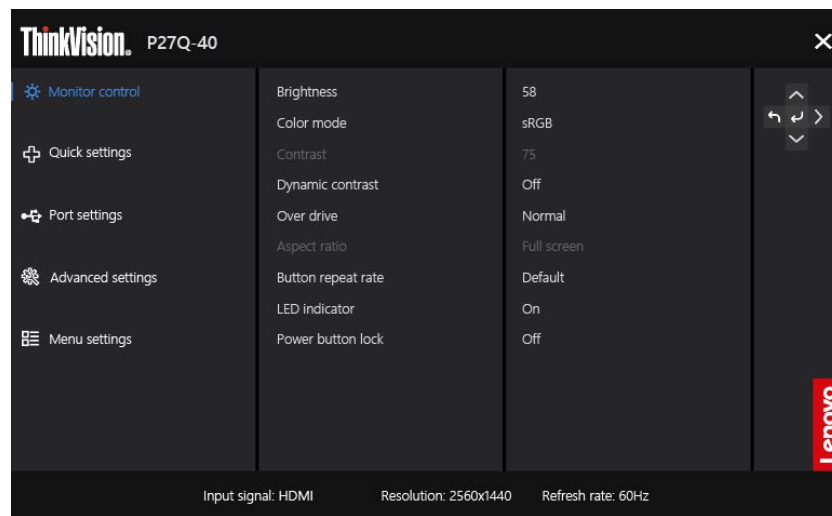 ThinkVision. P27Q-40
Monitor control
Quick settings
Port settings
Advanced settings
Menu settings
Brightness 58
Color mode sRGB
Contrast 75
Dynamic contrast Off
Over drive Normal
Aspect ratio Full screen
Button repeat rate Default
LED indicator On
Power button lock Off
Lenovo
Input signal: HDMI Resolution: 2560x1440 Refresh rate: 60Hz